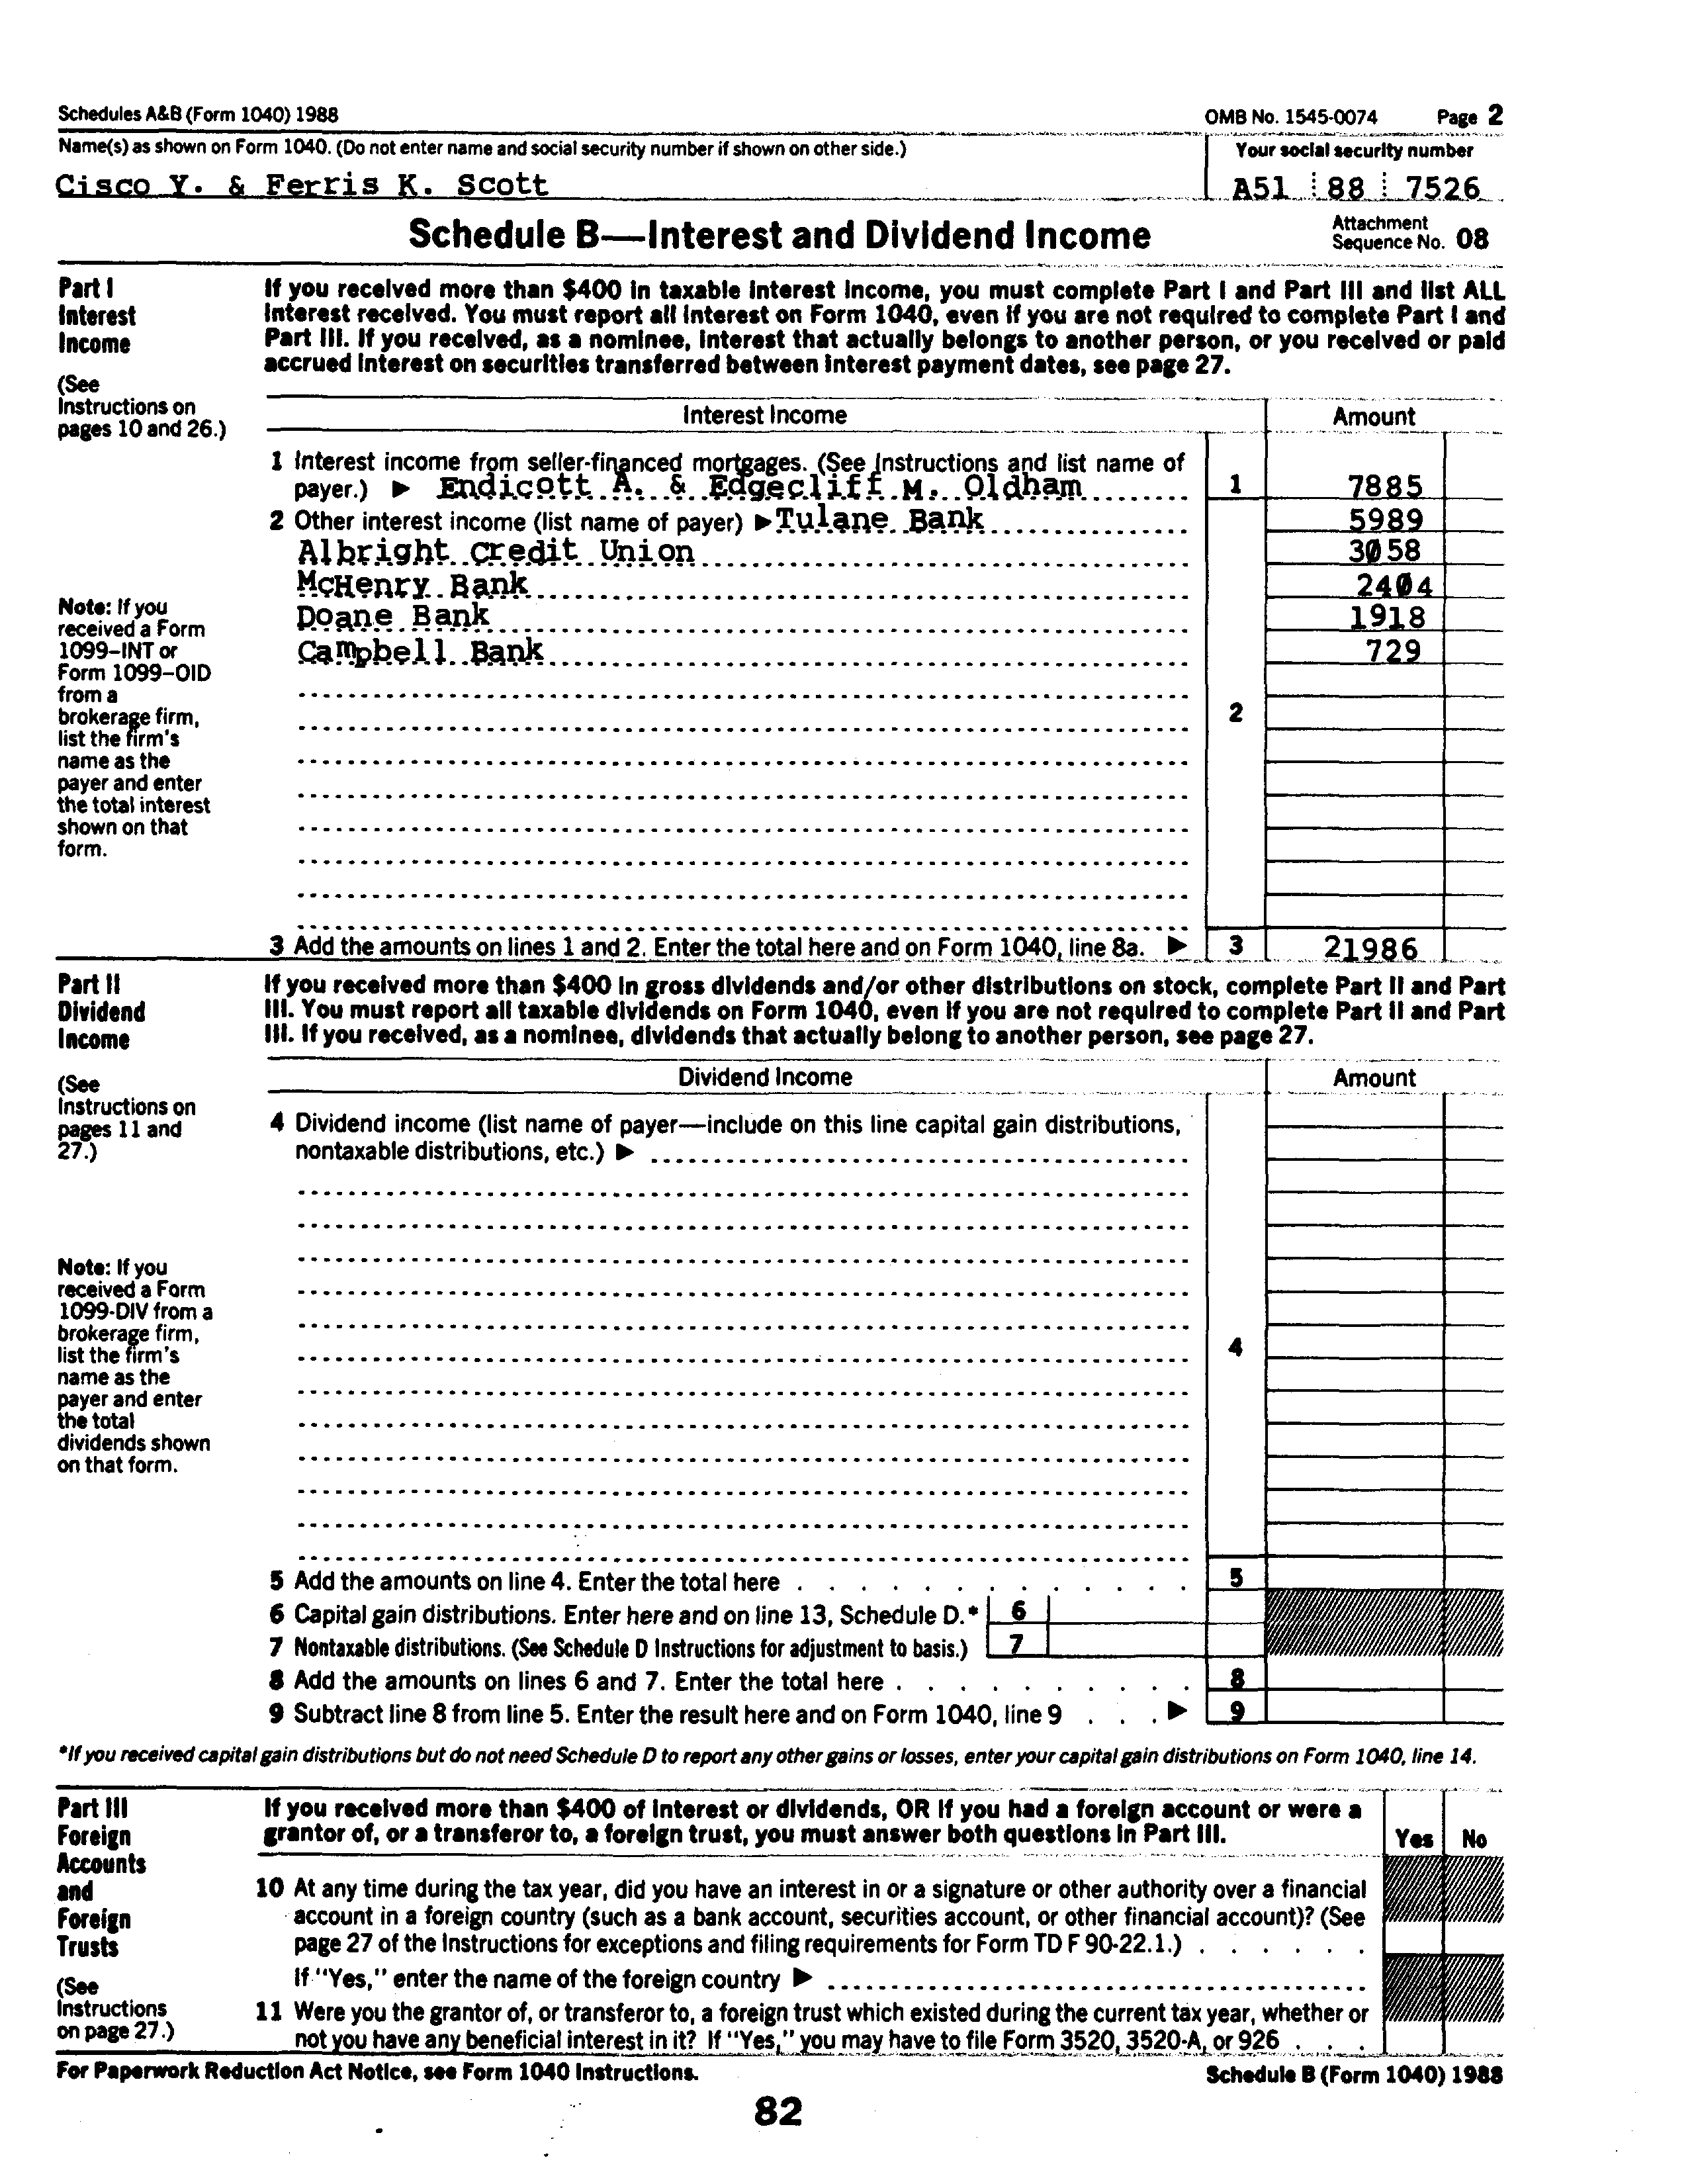 Schedules A&B (Form 1040) 1988 OMB No. 1545-0074 Page 2
Name(s) as shown on Form 1040. (Do not enter name and social security number if shown on other side.) Your social security number
Cisco Y. & Ferris K. Scott A51 88 7526
Schedule B—Interest and Dividend Income Attachment Sequence No. 08
Part I
Interest
Income
(See
Instructions on
pages 10 and 26.)
If you received more than $400 in taxable interest income, you must complete Part I and Part III and list ALL
interest received. You must report all interest on Form 1040, even if you are not required to complete Part I and
Part III. If you received, as a nominee, interest that actually belongs to another person, or you received or paid
accrued interest on securities transferred between interest payment dates, see page 27.
Interest Income Amount
1 Interest income from seller-financed mortgages. (See Instructions and list name of
payer.) ▶ Endicott A. & Edgecliff M. Oldham 1 7885
2 Other interest income (list name of payer) ▶ Tulane Bank 5989
Albright Credit Union 3058
McHenry Bank 2404
Doane Bank 1918
Campbell Bank 729
2
Note: If you
received a Form
1099–INT or
Form 1099–OID
from a
brokerage firm,
list the firm's
name as the
payer and enter
the total interest
shown on that
form.
3 Add the amounts on lines 1 and 2. Enter the total here and on Form 1040, line 8a. ▶ 3 21986
Part II
Dividend
Income
(See
Instructions on
pages 11 and
27.)
If you received more than $400 in gross dividends and/or other distributions on stock, complete Part II and Part
III. You must report all taxable dividends on Form 1040, even if you are not required to complete Part II and Part
III. If you received, as a nominee, dividends that actually belong to another person, see page 27.
Dividend Income Amount
4 Dividend income (list name of payer—include on this line capital gain distributions,
nontaxable distributions, etc.) ▶
4
Note: If you
received a Form
1099-DIV from a
brokerage firm,
list the firm's
name as the
payer and enter
the total
dividends shown
on that form.
5 Add the amounts on line 4. Enter the total here 5
6 Capital gain distributions. Enter here and on line 13, Schedule D.* 6
7 Nontaxable distributions. (See Schedule D Instructions for adjustment to basis.) 7
8 Add the amounts on lines 6 and 7. Enter the total here 8
9 Subtract line 8 from line 5. Enter the result here and on Form 1040, line 9 ▶ 9
*If you received capital gain distributions but do not need Schedule D to report any other gains or losses, enter your capital gain distributions on Form 1040, line 14.
Part III
Foreign
Accounts
and
Foreign
Trusts
(See
Instructions
on page 27.)
If you received more than $400 of interest or dividends, OR if you had a foreign account or were a
grantor of, or a transferor to, a foreign trust, you must answer both questions in Part III. Yes No
10 At any time during the tax year, did you have an interest in or a signature or other authority over a financial
account in a foreign country (such as a bank account, securities account, or other financial account)? (See
page 27 of the Instructions for exceptions and filing requirements for Form TD F 90-22.1.)
If "Yes," enter the name of the foreign country ▶
11 Were you the grantor of, or transferor to, a foreign trust which existed during the current tax year, whether or
not you have any beneficial interest in it? If "Yes," you may have to file Form 3520, 3520-A, or 926
For Paperwork Reduction Act Notice, see Form 1040 Instructions. Schedule B (Form 1040) 1988
82